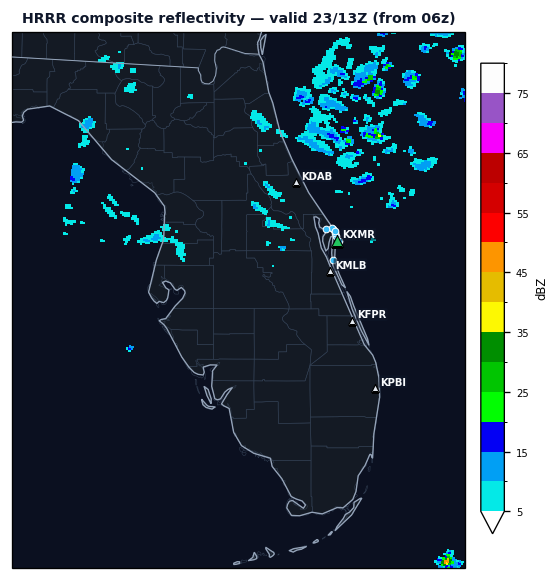 HRRR composite reflectivity — valid 23/13Z (from 06z)
KDAB
KXMR
KMLB
KFPR
KPBI
75
65
55
45
35
25
15
5
dBZ